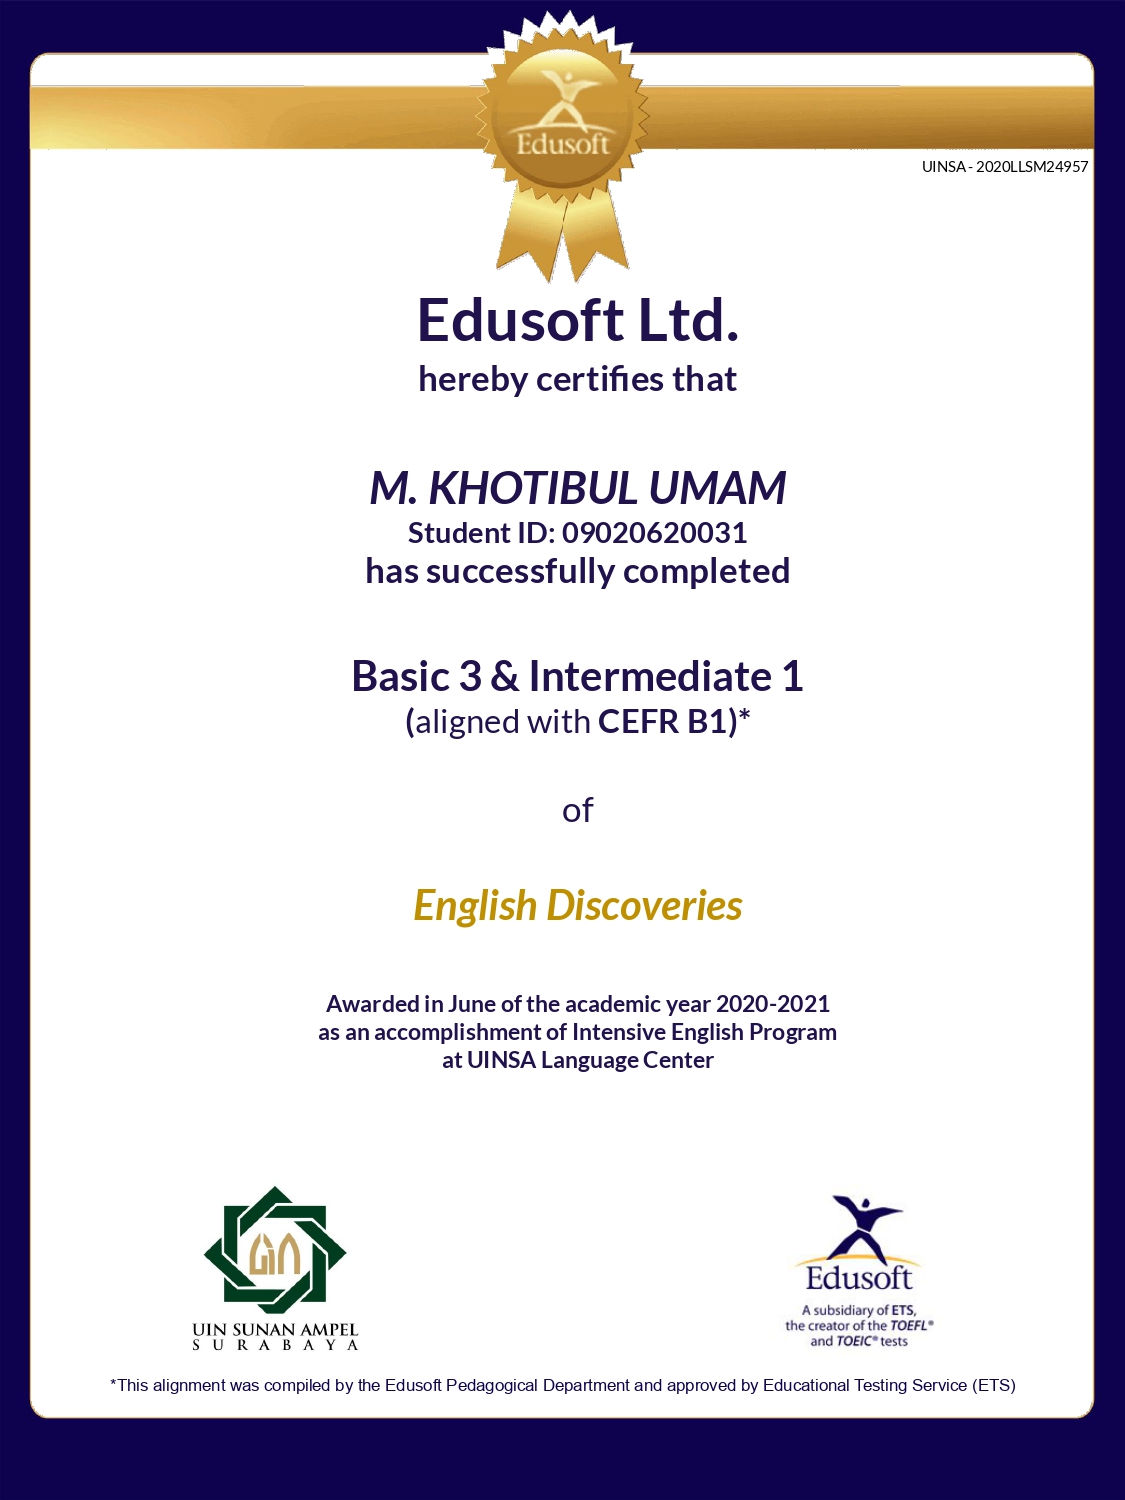 Edusoft
UINSA - 2020LLSM24957
Edusoft Ltd.
hereby certifies that
M. KHOTIBUL UMAM
Student ID: 09020620031
has successfully completed
Basic 3 & Intermediate 1
(aligned with CEFR B1)*
of
English Discoveries
Awarded in June of the academic year 2020-2021
as an accomplishment of Intensive English Program
at UINSA Language Center
UIN
UIN SUNAN AMPEL
SURABAYA
Edusoft
A subsidiary of ETS,
the creator of the TOEFL®
and TOEIC® tests
*This alignment was compiled by the Edusoft Pedagogical Department and approved by Educational Testing Service (ETS)